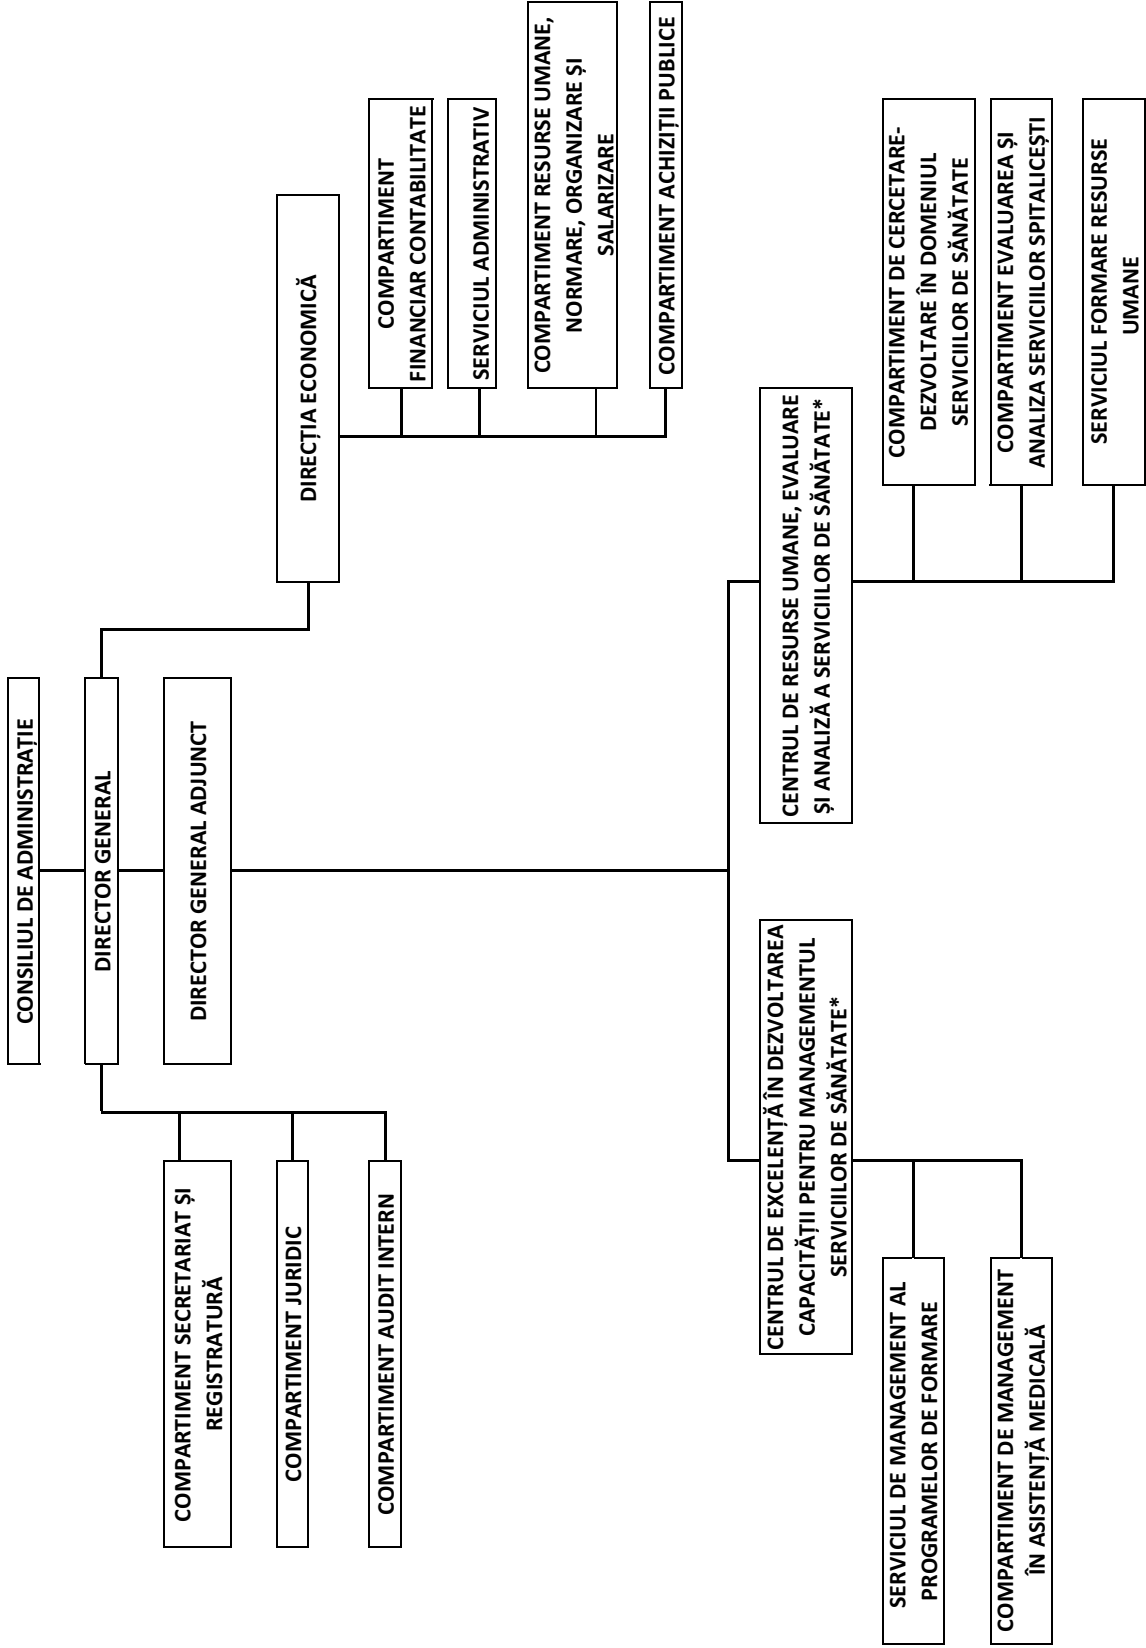 CONSILIUL DE ADMINISTRAȚIE
DIRECTOR GENERAL
DIRECTOR GENERAL ADJUNCT
COMPARTIMENT SECRETARIAT ȘI
REGISTRATURĂ
COMPARTIMENT JURIDIC
COMPARTIMENT AUDIT INTERN
DIRECȚIA ECONOMICĂ
COMPARTIMENT
FINANCIAR CONTABILITATE
SERVICIUL ADMINISTRATIV
COMPARTIMENT RESURSE UMANE,
NORMARE, ORGANIZARE ȘI
SALARIZARE
COMPARTIMENT ACHIZIȚII PUBLICE
CENTRUL DE EXCELENȚĂ ÎN DEZVOLTAREA
CAPACITĂȚII PENTRU MANAGEMENTUL
SERVICIILOR DE SĂNĂTATE*
SERVICIUL DE MANAGEMENT AL
PROGRAMELOR DE FORMARE
COMPARTIMENT DE MANAGEMENT
ÎN ASISTENȚĂ MEDICALĂ
CENTRUL DE RESURSE UMANE, EVALUARE
ȘI ANALIZĂ A SERVICIILOR DE SĂNĂTATE*
COMPARTIMENT DE CERCETARE-
DEZVOLTARE ÎN DOMENIUL
SERVICIILOR DE SĂNĂTATE
COMPARTIMENT EVALUAREA ȘI
ANALIZA SERVICIILOR SPITALICEȘTI
SERVICIUL FORMARE RESURSE
UMANE